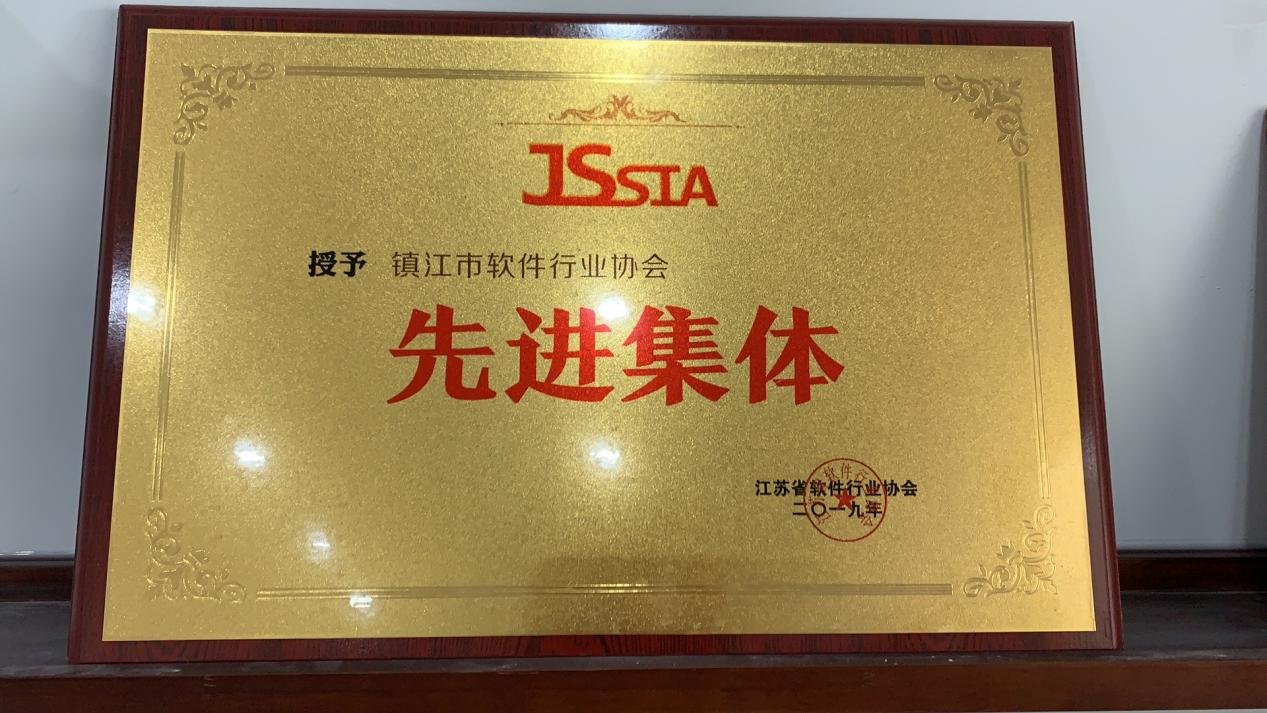 JSSIA
授予 镇江市软件行业协会
先进集体
江苏省软件行业协会
二〇一九年